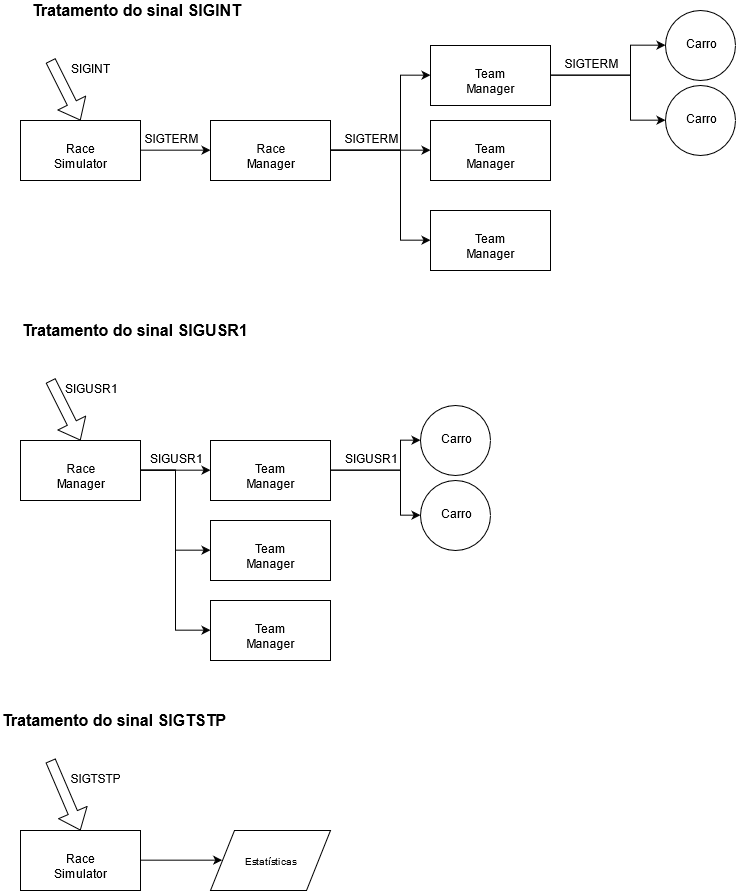 Tratamento do sinal SIGINT
SIGINT
Race
Simulator
SIGTERM
Race
Manager
SIGTERM
Team
Manager
SIGTERM
Carro
Carro
Team
Manager
Team
Manager
Tratamento do sinal SIGUSR1
SIGUSR1
Race
Manager
SIGUSR1
Team
Manager
SIGUSR1
Carro
Carro
Team
Manager
Team
Manager
Tratamento do sinal SIGTSTP
SIGTSTP
Race
Simulator
Estatísticas